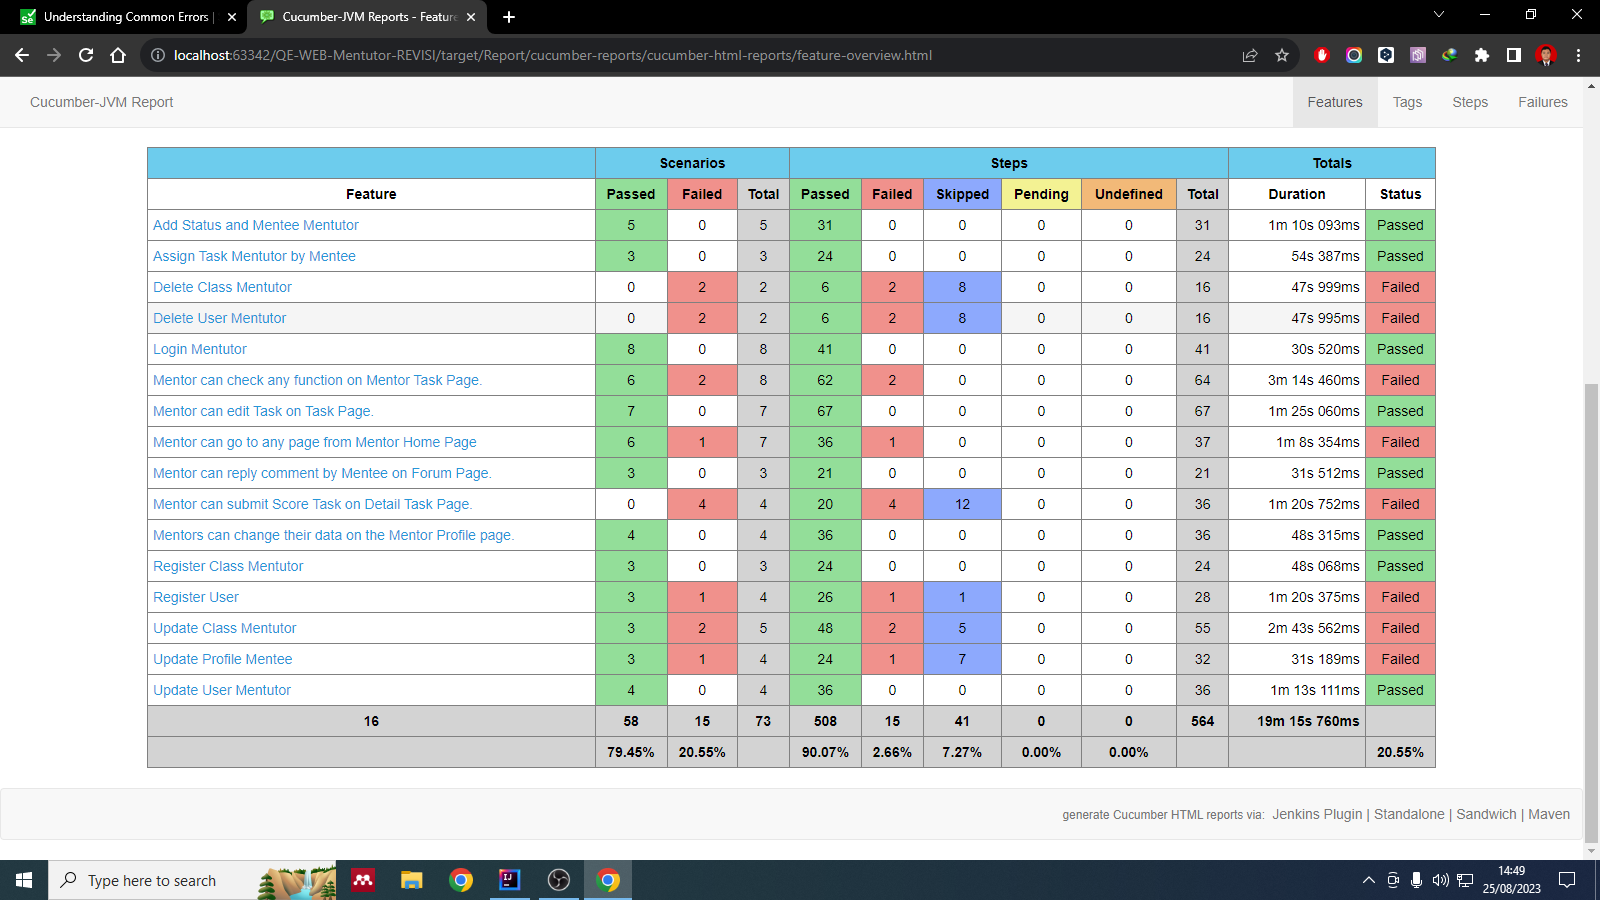 Understanding Common Errors |
Cucumber-JVM Reports - Feature
localhost:63342/QE-WEB-Mentutor-REVISI/target/Report/cucumber-reports/cucumber-html-reports/feature-overview.html
Cucumber-JVM Report Features Tags Steps Failures
Scenarios Steps Totals
Feature Passed Failed Total Passed Failed Skipped Pending Undefined Total Duration Status
Add Status and Mentee Mentutor 5 0 5 31 0 0 0 0 31 1m 10s 093ms Passed
Assign Task Mentutor by Mentee 3 0 3 24 0 0 0 0 24 54s 387ms Passed
Delete Class Mentutor 0 2 2 6 2 8 0 0 16 47s 999ms Failed
Delete User Mentutor 0 2 2 6 2 8 0 0 16 47s 995ms Failed
Login Mentutor 8 0 8 41 0 0 0 0 41 30s 520ms Passed
Mentor can check any function on Mentor Task Page. 6 2 8 62 2 0 0 0 64 3m 14s 460ms Failed
Mentor can edit Task on Task Page. 7 0 7 67 0 0 0 0 67 1m 25s 060ms Passed
Mentor can go to any page from Mentor Home Page 6 1 7 36 1 0 0 0 37 1m 8s 354ms Failed
Mentor can reply comment by Mentee on Forum Page. 3 0 3 21 0 0 0 0 21 31s 512ms Passed
Mentor can submit Score Task on Detail Task Page. 0 4 4 20 4 12 0 0 36 1m 20s 752ms Failed
Mentors can change their data on the Mentor Profile page. 4 0 4 36 0 0 0 0 36 48s 315ms Passed
Register Class Mentutor 3 0 3 24 0 0 0 0 24 48s 068ms Passed
Register User 3 1 4 26 1 1 0 0 28 1m 20s 375ms Failed
Update Class Mentutor 3 2 5 48 2 5 0 0 55 2m 43s 562ms Failed
Update Profile Mentee 3 1 4 24 1 7 0 0 32 31s 189ms Failed
Update User Mentutor 4 0 4 36 0 0 0 0 36 1m 13s 111ms Passed
16 58 15 73 508 15 41 0 0 564 19m 15s 760ms
79.45% 20.55% 90.07% 2.66% 7.27% 0.00% 0.00% 20.55%
generate Cucumber HTML reports via: Jenkins Plugin | Standalone | Sandwich | Maven
Type here to search
14:49
25/08/2023